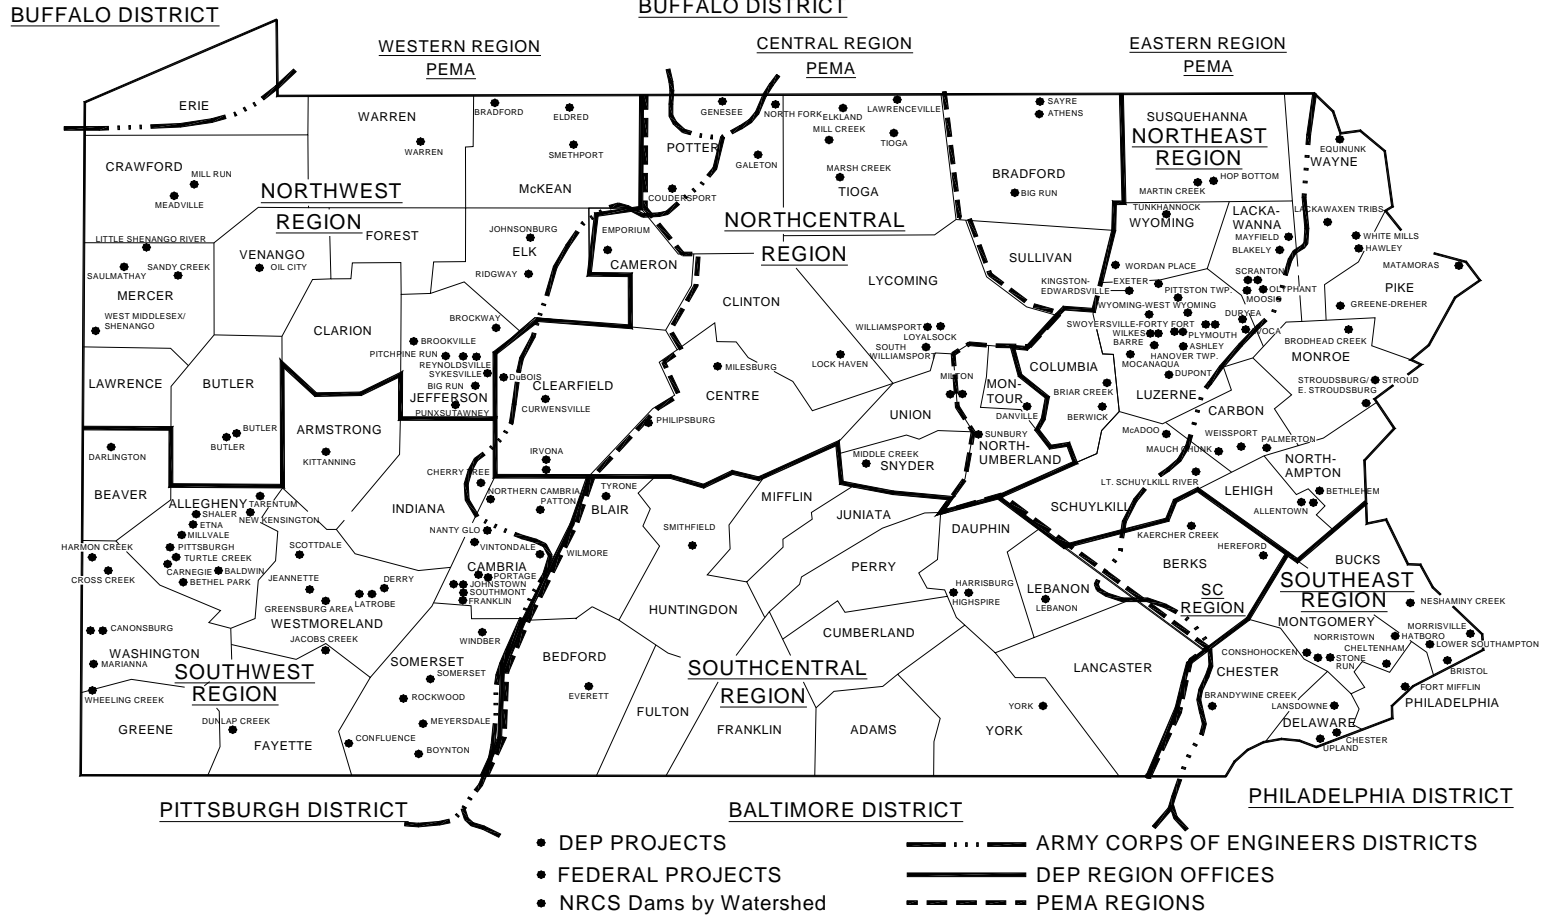 BUFFALO DISTRICT
BUFFALO DISTRICT
WESTERN REGION
PEMA
CENTRAL REGION
PEMA
EASTERN REGION
PEMA
ERIE
WARREN
WARREN
BRADFORD
ELDRED
SMETHPORT
McKEAN
CRAWFORD
MILL RUN
MEADVILLE
NORTHWEST
REGION
FOREST
GENESEE
NORTH FORK
POTTER
GALETON
COUDERSPORT
LAWRENCEVILLE
ELKLAND
MILL CREEK
TIOGA
MARSH CREEK
TIOGA
NORTHCENTRAL
REGION
SAYRE
ATHENS
BRADFORD
BIG RUN
SUSQUEHANNA
NORTHEAST
REGION
HOP BOTTOM
MARTIN CREEK
EQUINUNK
WAYNE
TUNKHANNOCK
WYOMING
LACKA-
WANNA
MAYFIELD
BLAKELY
LACKAWAXEN TRIBS
WHITE MILLS
HAWLEY
MATAMORAS
PIKE
GREENE-DREHER
LITTLE SHENANGO RIVER
SAULMATHAY
SANDY CREEK
MERCER
WEST MIDDLESEX/
SHENANGO
VENANGO
OIL CITY
JOHNSONBURG
ELK
RIDGWAY
EMPORIUM
CAMERON
CLINTON
LYCOMING
SULLIVAN
WORDAN PLACE
KINGSTON-
EDWARDSVILLE
EXETER
PITTSTON TWP.
WYOMING-WEST WYOMING
SCRANTON
OLYPHANT
MOOSIC
DURYEA
AVOCA
SWOYERSVILLE-FORTY FORT
WILKES
BARRE
PLYMOUTH
ASHLEY
HANOVER TWP.
MOCANAQUA
DUPONT
LUZERNE
BRODHEAD CREEK
MONROE
STROUDSBURG/
E. STROUDSBURG
STROUD
CLARION
BROCKWAY
BROOKVILLE
PITCHPINE RUN
REYNOLDSVILLE
SYKESVILLE
BIG RUN
JEFFERSON
PUNXSUTAWNEY
DuBOIS
CLEARFIELD
CURWENSVILLE
IRVONA
MILESBURG
CENTRE
PHILIPSBURG
LOCK HAVEN
WILLIAMSPORT
LOYALSOCK
SOUTH
WILLIAMSPORT
MILTON
MON-
TOUR
DANVILLE
COLUMBIA
BRIAR CREEK
BERWICK
UNION
MIDDLE CREEK
SNYDER
SUNBURY
NORTH-
UMBERLAND
LAWRENCE
BUTLER
BUTLER
BUTLER
ARMSTRONG
KITTANNING
DARLINGTON
BEAVER
CARBON
McADOO
WEISSPORT
MAUCH CHUNK
PALMERTON
NORTH-
AMPTON
LT. SCHUYLKILL RIVER
LEHIGH
BETHLEHEM
ALLENTOWN
SCHUYLKILL
CHERRY TREE
INDIANA
NORTHERN CAMBRIA
PATTON
TYRONE
BLAIR
NANTY GLO
VINTONDALE
WILMORE
CAMBRIA
PORTAGE
JOHNSTOWN
SOUTHMONT
FRANKLIN
WINDBER
ALLEGHENY
TARENTUM
NEW KENSINGTON
SHALER
ETNA
MILLVALE
PITTSBURGH
TURTLE CREEK
CARNEGIE
BALDWIN
BETHEL PARK
HARMON CREEK
CROSS CREEK
SCOTTDALE
JEANNETTE
DERRY
LATROBE
GREENSBURG AREA
WESTMORELAND
JACOBS CREEK
CANONSBURG
WASHINGTON
MARIANNA
WHEELING CREEK
GREENE
SOUTHWEST
REGION
DUNLAP CREEK
FAYETTE
SOMERSET
SOMERSET
ROCKWOOD
MEYERSDALE
CONFLUENCE
BOYNTON
BEDFORD
EVERETT
FULTON
SMITHFIELD
HUNTINGDON
MIFFLIN
JUNIATA
PERRY
CUMBERLAND
SOUTHCENTRAL
REGION
FRANKLIN
ADAMS
YORK
YORK
DAUPHIN
HARRISBURG
HIGHSPIRE
LEBANON
LEBANON
LANCASTER
KAERCHER CREEK
HEREFORD
BERKS
SC
REGION
BUCKS
SOUTHEAST
REGION
NESHAMINY CREEK
MONTGOMERY
NORRISTOWN
MORRISVILLE
HATBORO
LOWER SOUTHAMPTON
CONSHOHOCKEN
STONE
RUN
CHELTENHAM
BRISTOL
CHESTER
BRANDYWINE CREEK
FORT MIFFLIN
PHILADELPHIA
LANSDOWNE
DELAWARE
CHESTER
UPLAND
PITTSBURGH DISTRICT
BALTIMORE DISTRICT
PHILADELPHIA DISTRICT
DEP PROJECTS
FEDERAL PROJECTS
NRCS Dams by Watershed
ARMY CORPS OF ENGINEERS DISTRICTS
DEP REGION OFFICES
PEMA REGIONS